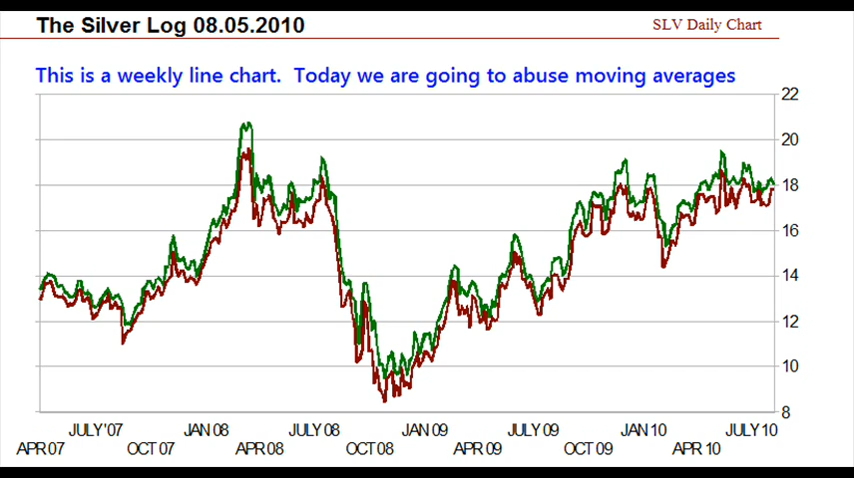 The Silver Log 08.05.2010
SLV Daily Chart
This is a weekly line chart. Today we are going to abuse moving averages
22
20
18
16
14
12
10
8
JULY'07 JAN 08 JULY 08 JAN 09 JULY 09 JAN 10 JULY 10
APR 07 OCT 07 APR 08 OCT 08 APR 09 OCT 09 APR 10